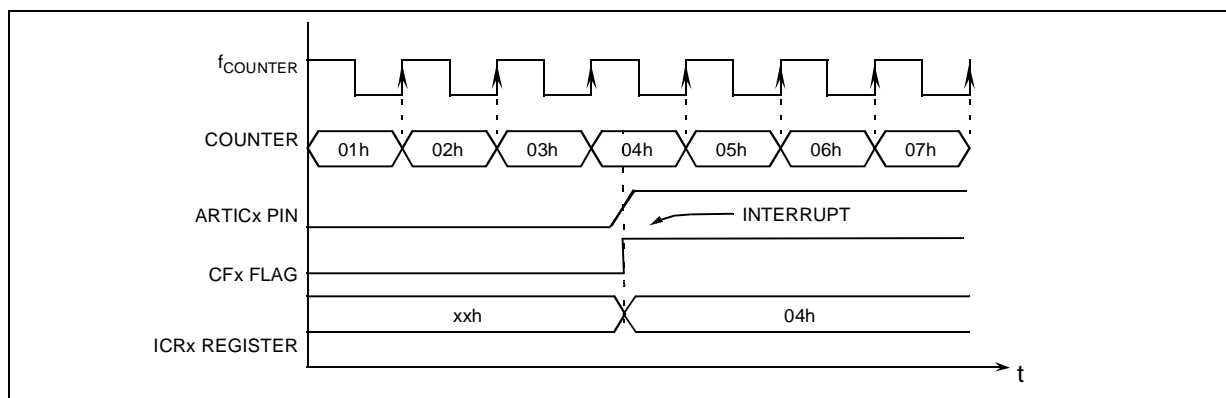 fCOUNTER
COUNTER
01h 02h 03h 04h 05h 06h 07h
ARTICx PIN
INTERRUPT
CFx FLAG
xxh 04h
ICRx REGISTER
t